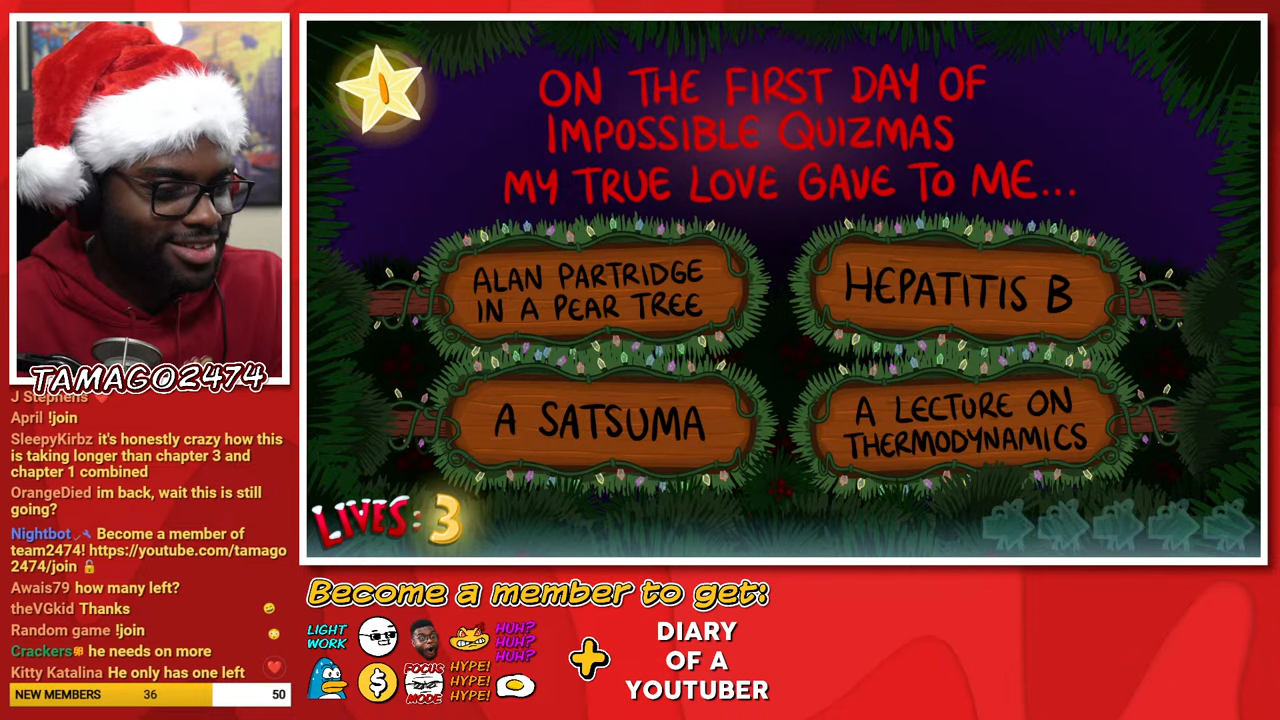 1
ON THE FIRST DAY OF
IMPOSSIBLE QUIZMAS
MY TRUE LOVE GAVE TO ME...
ALAN PARTRIDGE
IN A PEAR TREE
HEPATITIS B
A SATSUMA
A LECTURE ON
THERMODYNAMICS
LIVES: 3
TAMAGO2474
J Stephens
April !join
SleepyKirbz it's honestly crazy how this
is taking longer than chapter 3 and
chapter 1 combined
OrangeDied im back, wait this is still
going?
Nightbot Become a member of
team2474! https://youtube.com/tamago
2474/join
Awais79 how many left?
theVGkid Thanks
Random game !join
Crackers he needs on more
Kitty Katalina He only has one left
NEW MEMBERS 36 50
Become a member to get:
LIGHT
WORK
HUH?
HUH?
HUH?
FOCUS
MODE
HYPE!
HYPE!
HYPE!
$
+
DIARY
OF A
YOUTUBER